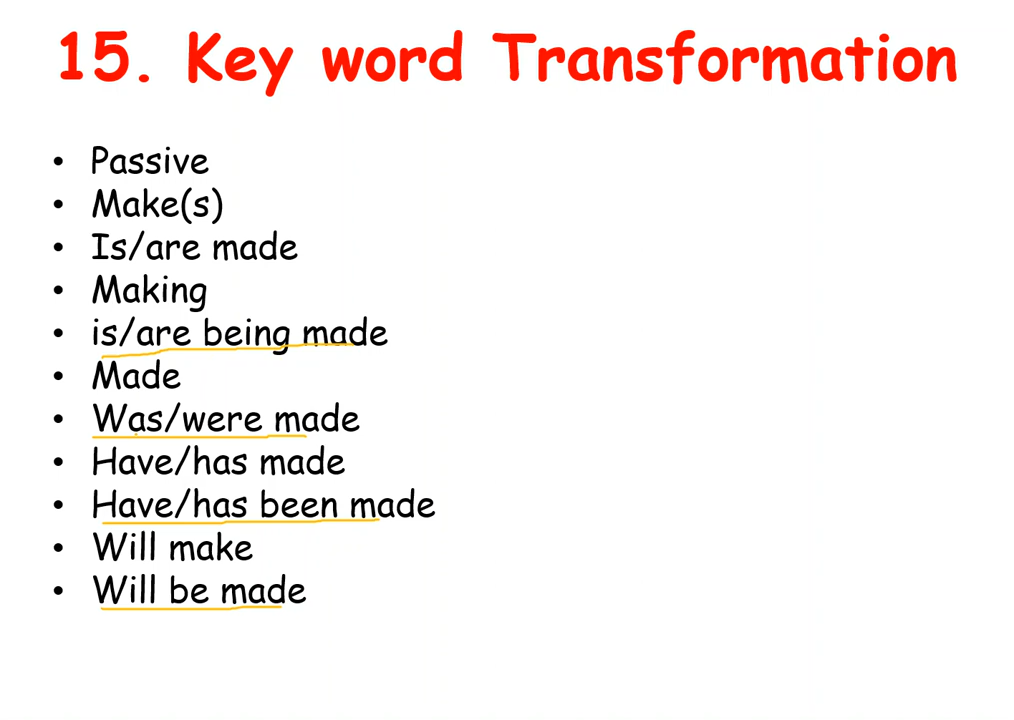 15. Key word Transformation
• Passive
• Make(s)
• Is/are made
• Making
• is/are being made
• Made
• Was/were made
• Have/has made
• Have/has been made
• Will make
• Will be made